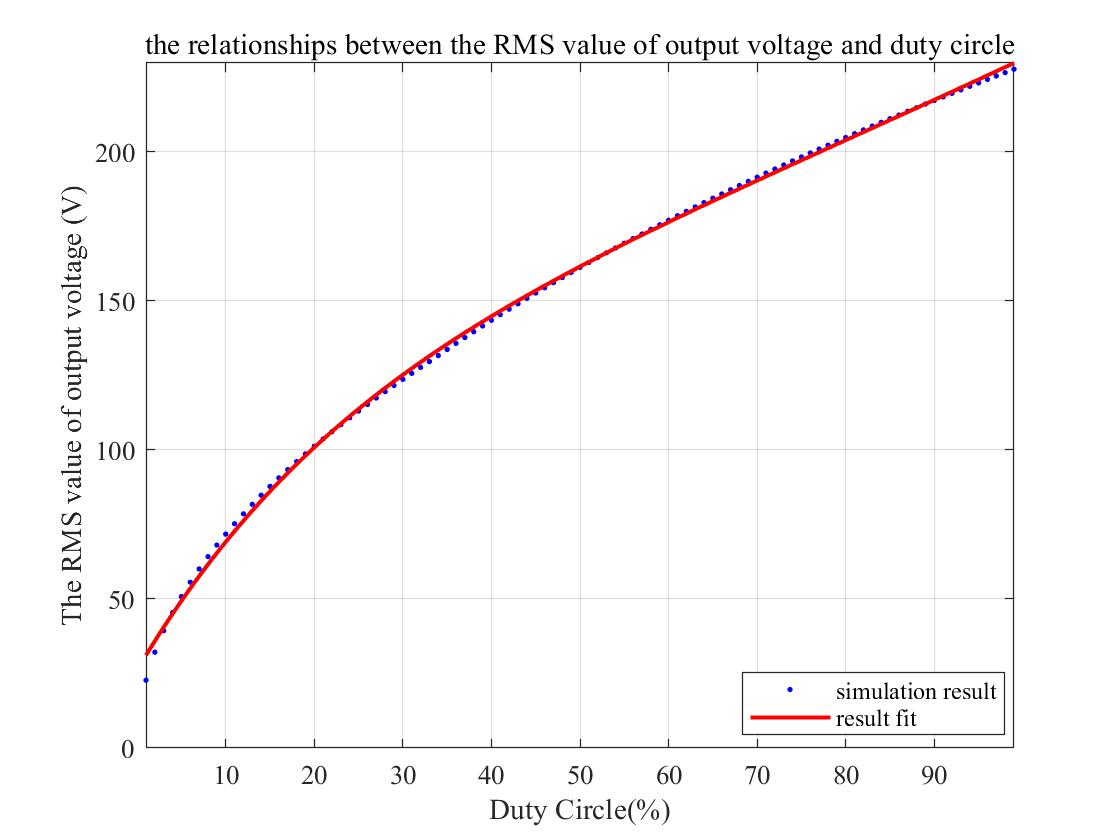 the relationships between the RMS value of output voltage and duty circle
The RMS value of output voltage (V)
200
150
100
50
0
simulation result
result fit
10 20 30 40 50 60 70 80 90
Duty Circle(%)